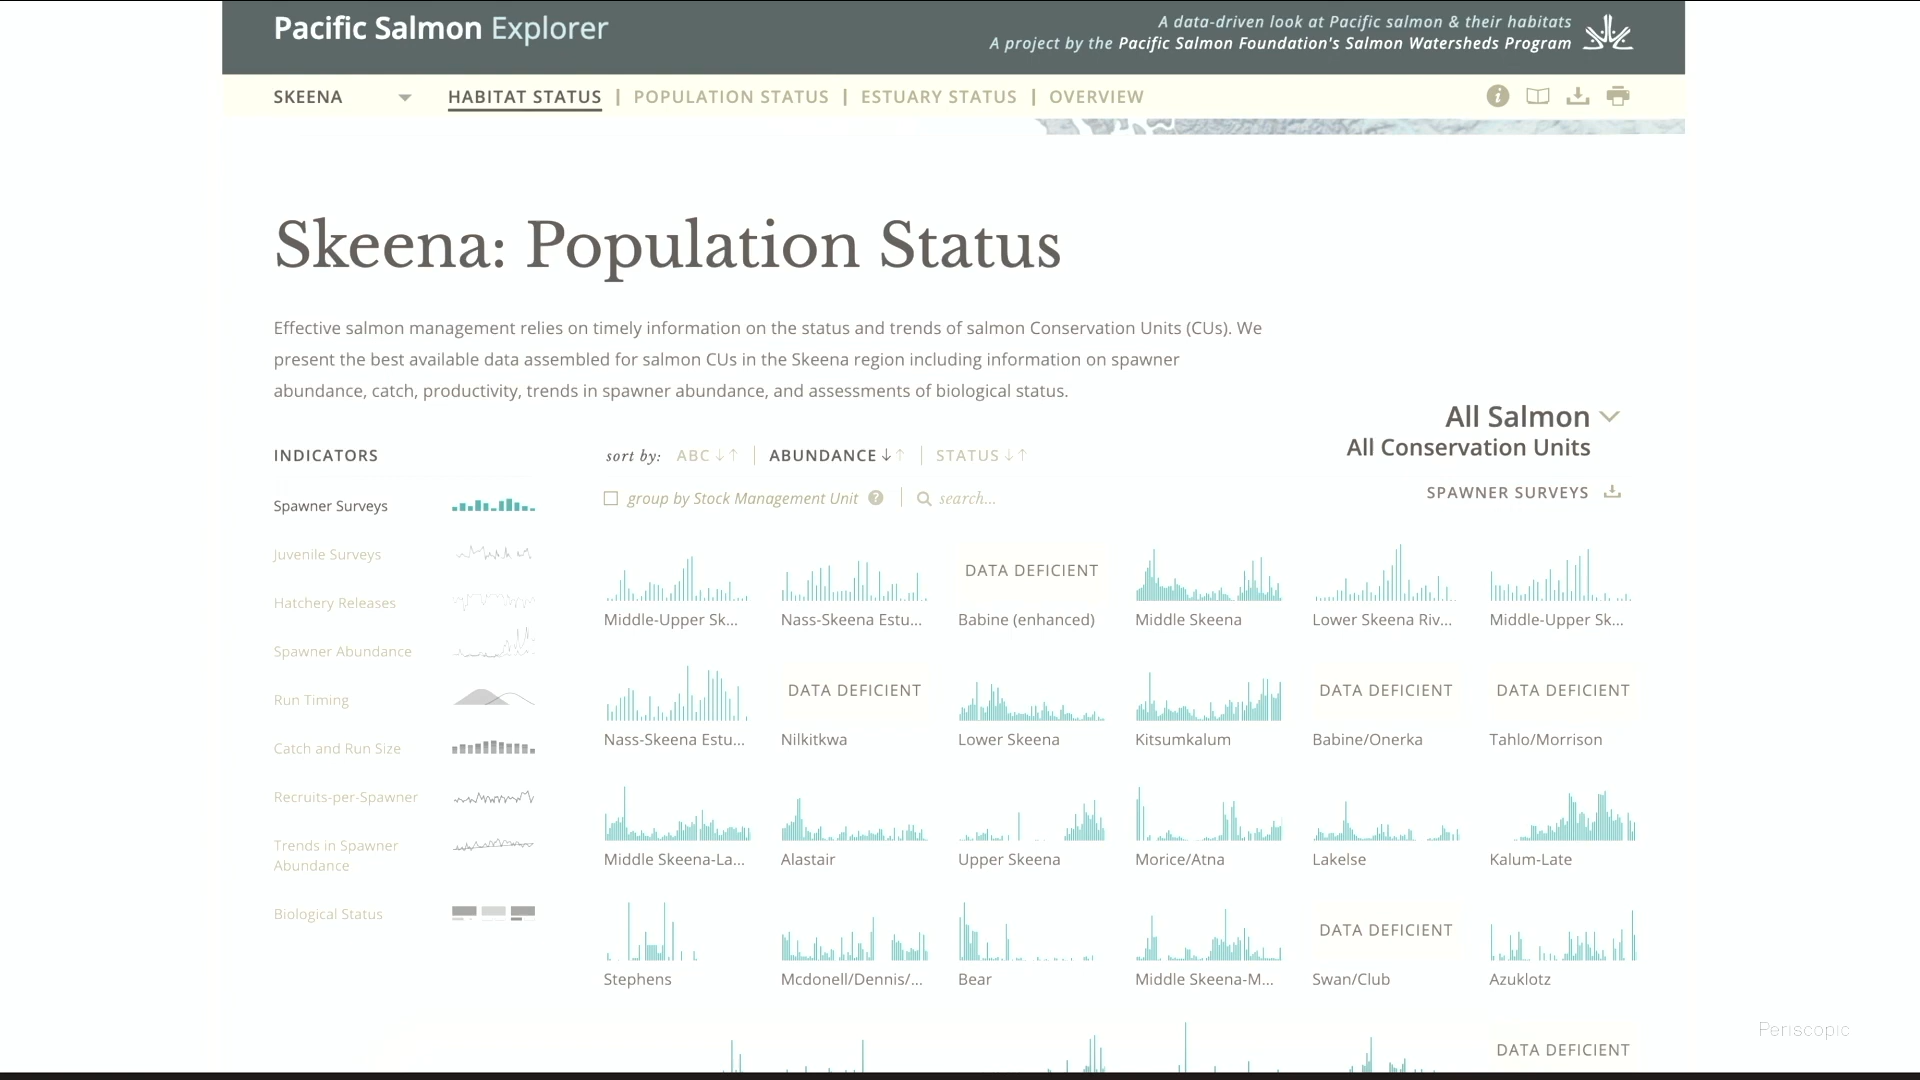 Pacific Salmon Explorer
A data-driven look at Pacific salmon & their habitats
A project by the Pacific Salmon Foundation's Salmon Watersheds Program
SKEENA
HABITAT STATUS | POPULATION STATUS | ESTUARY STATUS | OVERVIEW
Skeena: Population Status
Effective salmon management relies on timely information on the status and trends of salmon Conservation Units (CUs). We
present the best available data assembled for salmon CUs in the Skeena region including information on spawner
abundance, catch, productivity, trends in spawner abundance, and assessments of biological status.
All Salmon
All Conservation Units
SPAWNER SURVEYS
INDICATORS
Spawner Surveys
Juvenile Surveys
Hatchery Releases
Spawner Abundance
Run Timing
Catch and Run Size
Recruits-per-Spawner
Trends in Spawner
Abundance
Biological Status
sort by: ABC ↓↑ | ABUNDANCE ↓↑ | STATUS ↓↑
group by Stock Management Unit ? | search...
DATA DEFICIENT
Middle-Upper Sk... Nass-Skeena Estu... Babine (enhanced) Middle Skeena Lower Skeena Riv... Middle-Upper Sk...
DATA DEFICIENT DATA DEFICIENT DATA DEFICIENT
Nass-Skeena Estu... Nilkitkwa Lower Skeena Kitsumkalum Babine/Onerka Tahlo/Morrison
Middle Skeena-La... Alastair Upper Skeena Morice/Atna Lakelse Kalum-Late
DATA DEFICIENT
Stephens Mcdonell/Dennis/... Bear Middle Skeena-M... Swan/Club Azuklotz
DATA DEFICIENT
Periscopic